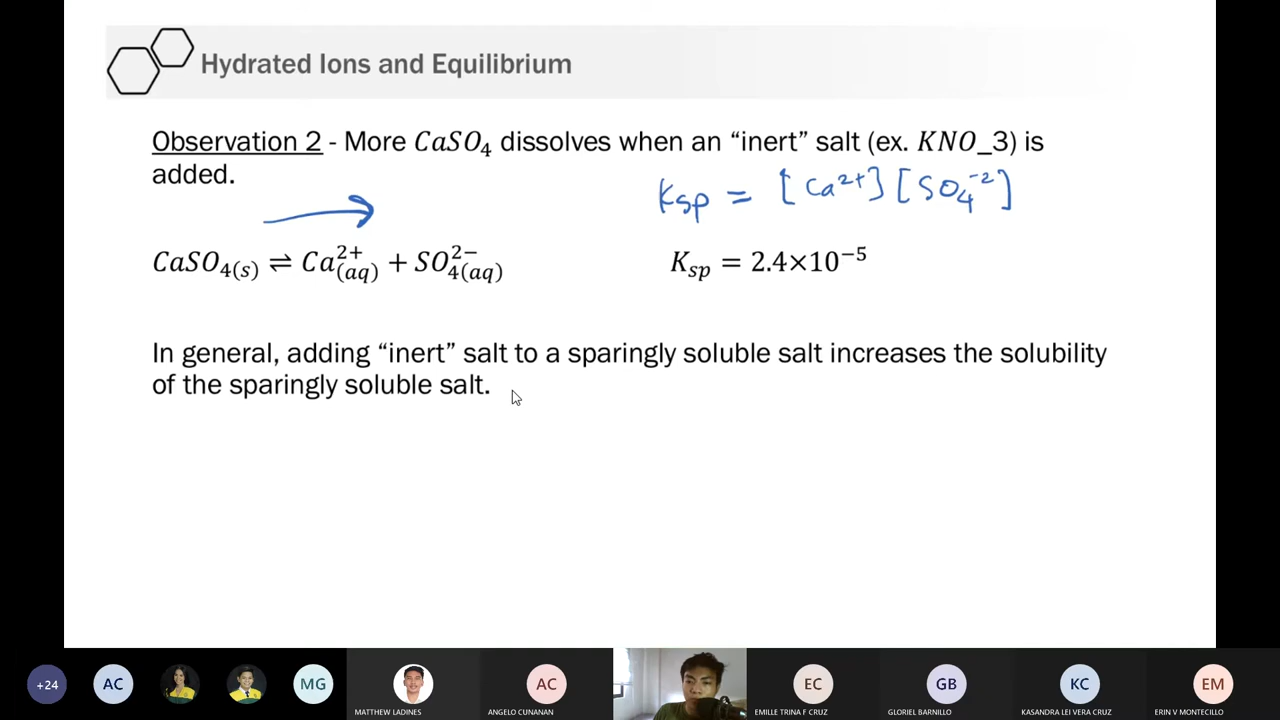 Hydrated Ions and Equilibrium
Observation 2 - More CaSO₄ dissolves when an “inert” salt (ex. KNO_3) is
added.
Ksp = [Ca²⁺] [SO₄⁻²]
CaSO₄₍s₎ ⇌ Ca²⁺₍aq₎ + SO₄²⁻₍aq₎
Kₛₚ = 2.4×10⁻⁵
In general, adding “inert” salt to a sparingly soluble salt increases the solubility
of the sparingly soluble salt.
+24
AC
MG
AC
EC
GB
KC
EM
MATTHEW LADINES
ANGELO CUNANAN
EMILLE TRINA F CRUZ
GLORIEL BARNILLO
KASANDRA LEI VERA CRUZ
ERIN V MONTECILLO